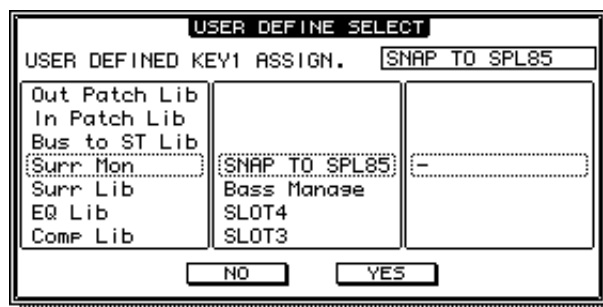 USER DEFINE SELECT
USER DEFINED KEY1 ASSIGN. SNAP TO SPL85
Out Patch Lib
In Patch Lib
Bus to ST Lib
Surr Mon SNAP TO SPL85 -
Surr Lib Bass Manage
EQ Lib SLOT4
Comp Lib SLOT3
NO YES